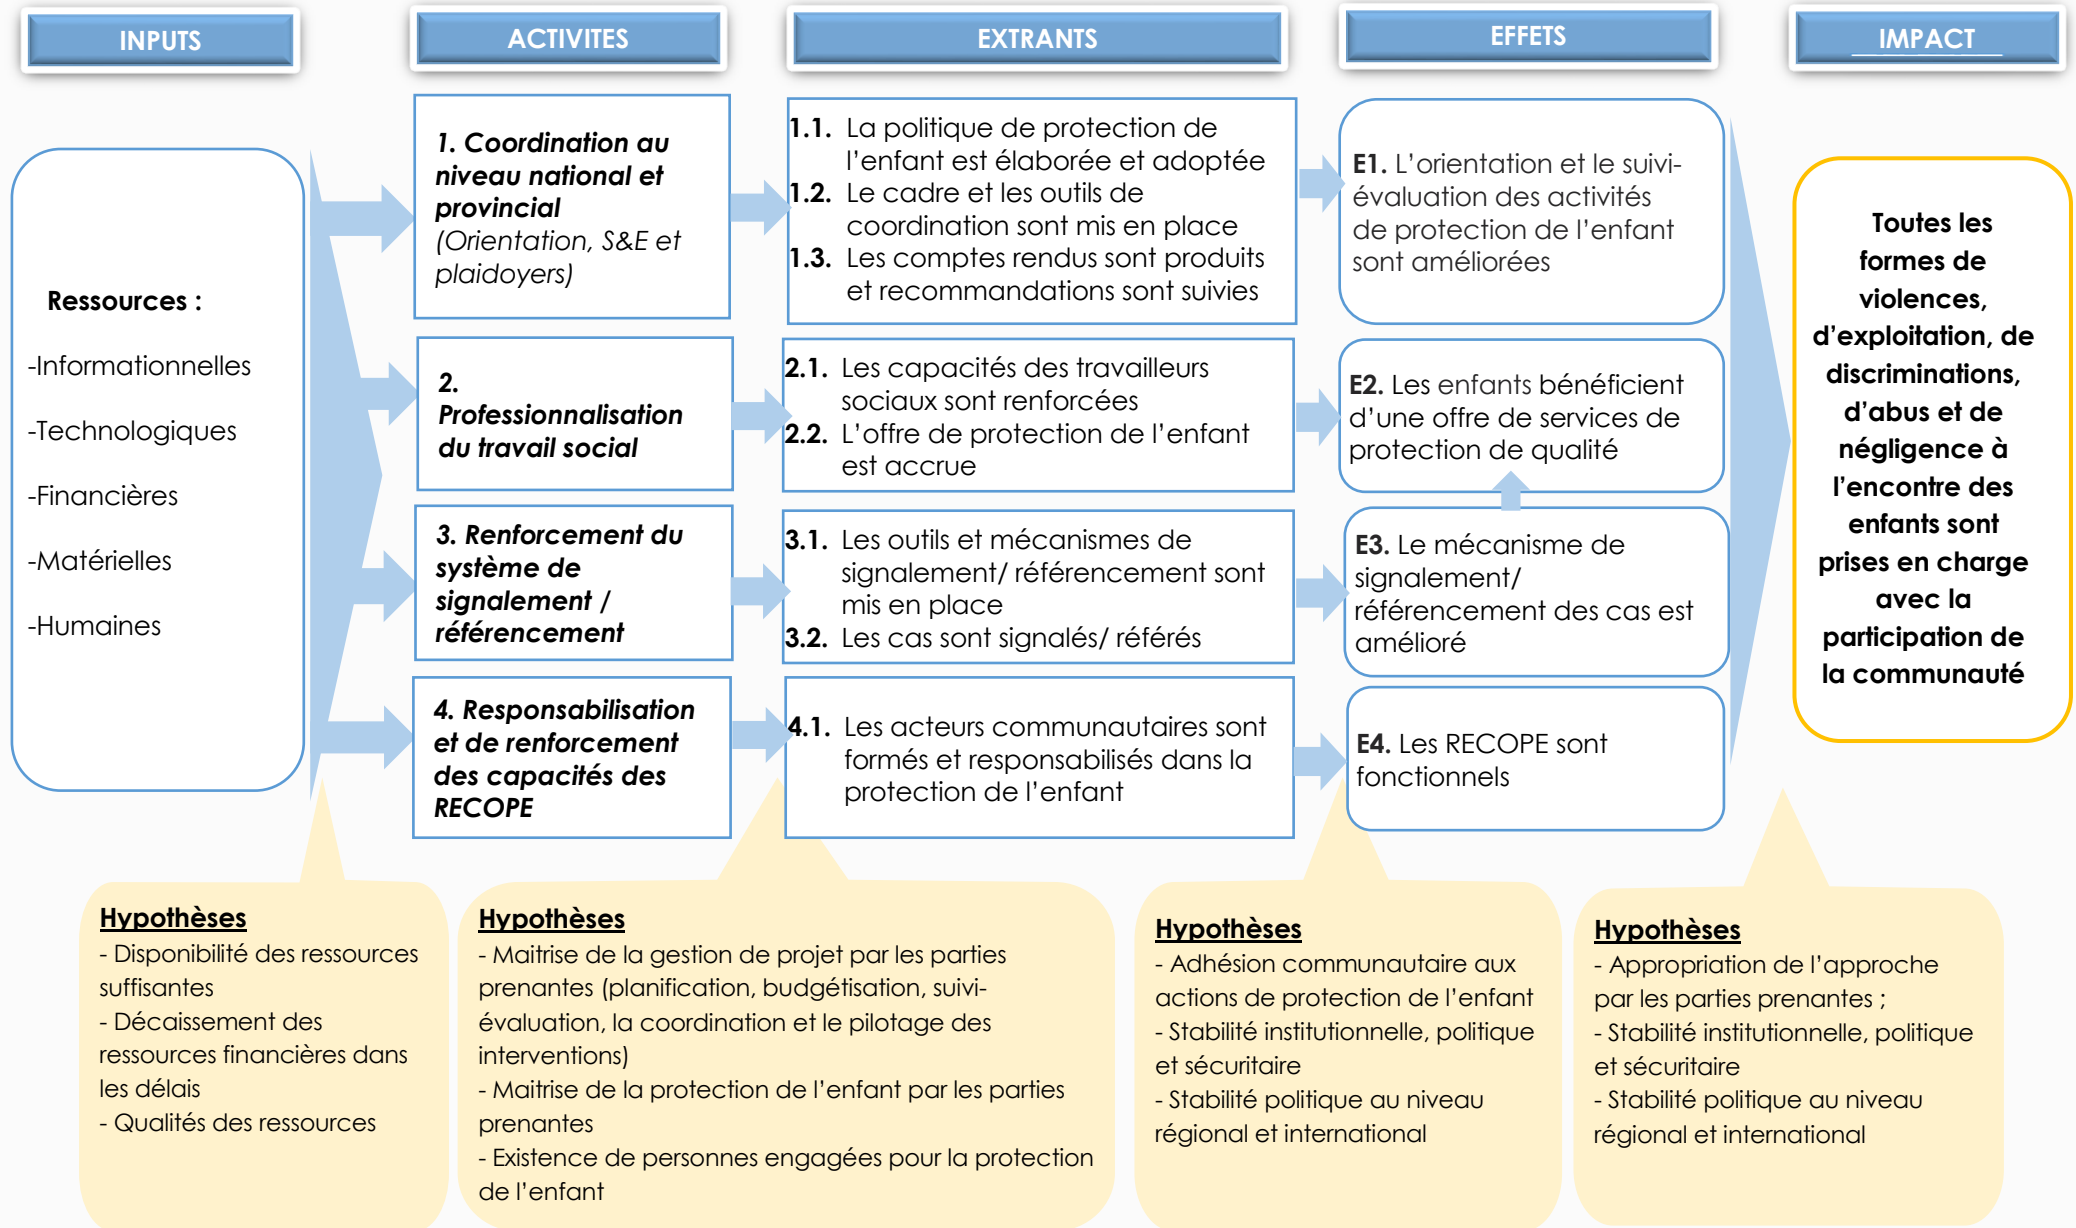 INPUTS
ACTIVITES
EXTRANTS
EFFETS
IMPACT
Ressources :
-Informationnelles
-Technologiques
-Financières
-Matérielles
-Humaines
1. Coordination au
niveau national et
provincial
(Orientation, S&E et
plaidoyers)
2.
Professionnalisation
du travail social
3. Renforcement du
système de
signalement /
référencement
4. Responsabilisation
et de renforcement
des capacités des
RECOPE
1.1. La politique de protection de
l’enfant est élaborée et adoptée
1.2. Le cadre et les outils de
coordination sont mis en place
1.3. Les comptes rendus sont produits
et recommandations sont suivies
2.1. Les capacités des travailleurs
sociaux sont renforcées
2.2. L’offre de protection de l’enfant
est accrue
3.1. Les outils et mécanismes de
signalement/ référencement sont
mis en place
3.2. Les cas sont signalés/ référés
4.1. Les acteurs communautaires sont
formés et responsabilisés dans la
protection de l’enfant
E1. L’orientation et le suivi-
évaluation des activités
de protection de l’enfant
sont améliorées
E2. Les enfants bénéficient
d’une offre de services de
protection de qualité
E3. Le mécanisme de
signalement/
référencement des cas est
amélioré
E4. Les RECOPE sont
fonctionnels
Toutes les
formes de
violences,
d’exploitation, de
discriminations,
d’abus et de
négligence à
l’encontre des
enfants sont
prises en charge
avec la
participation de
la communauté
Hypothèses
- Disponibilité des ressources
suffisantes
- Décaissement des
ressources financières dans
les délais
- Qualités des ressources
Hypothèses
- Maitrise de la gestion de projet par les parties
prenantes (planification, budgétisation, suivi-
évaluation, la coordination et le pilotage des
interventions)
- Maitrise de la protection de l’enfant par les parties
prenantes
- Existence de personnes engagées pour la protection
de l’enfant
Hypothèses
- Adhésion communautaire aux
actions de protection de l’enfant
- Stabilité institutionnelle, politique
et sécuritaire
- Stabilité politique au niveau
régional et international
Hypothèses
- Appropriation de l’approche
par les parties prenantes ;
- Stabilité institutionnelle, politique
et sécuritaire
- Stabilité politique au niveau
régional et international